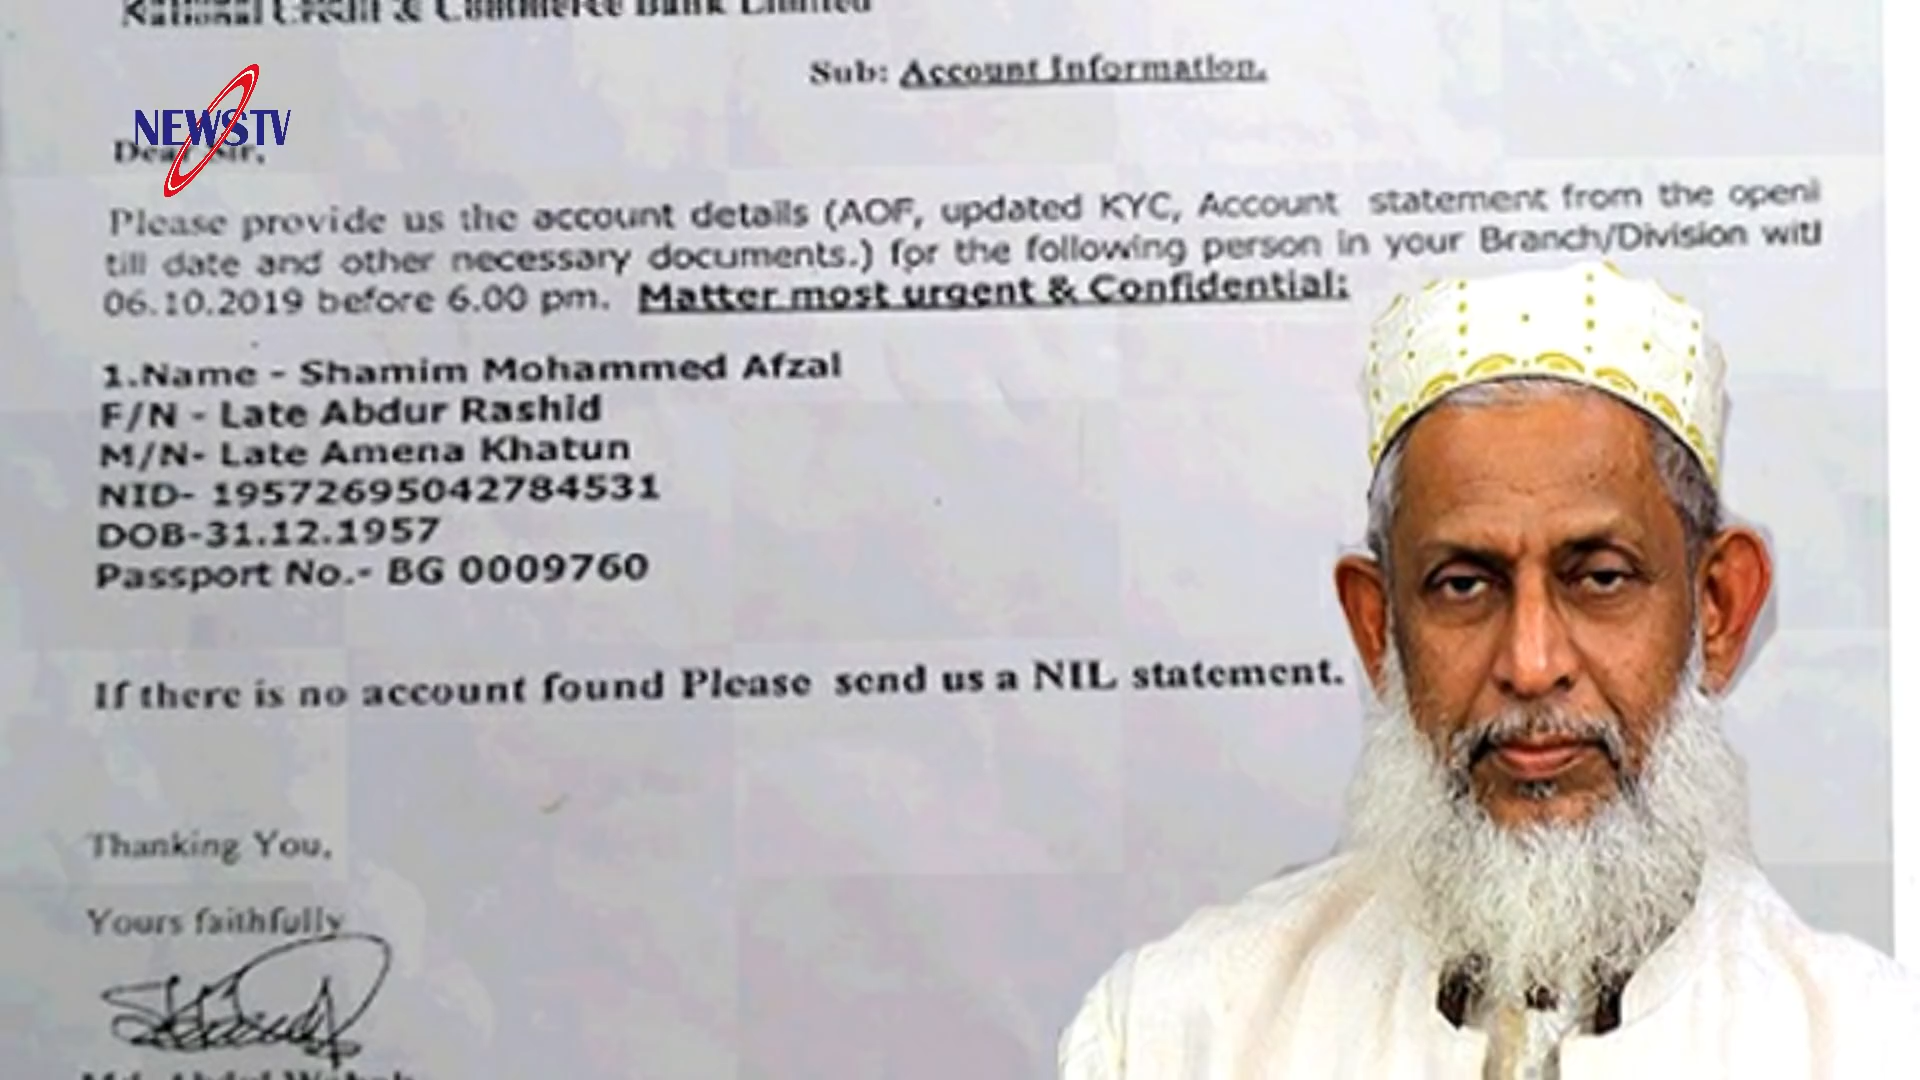 National Credit & Commerce Bank Limited
Sub: Account Information.
NEWSTV
Dear Sir,
Please provide us the account details (AOF, updated KYC, Account statement from the openi
till date and other necessary documents.) for the following person in your Branch/Division witl
06.10.2019 before 6.00 pm. Matter most urgent & Confidential:
1.Name - Shamim Mohammed Afzal
F/N - Late Abdur Rashid
M/N- Late Amena Khatun
NID- 19572695042784531
DOB-31.12.1957
Passport No.- BG 0009760
If there is no account found Please send us a NIL statement.
Thanking You,
Yours faithfully